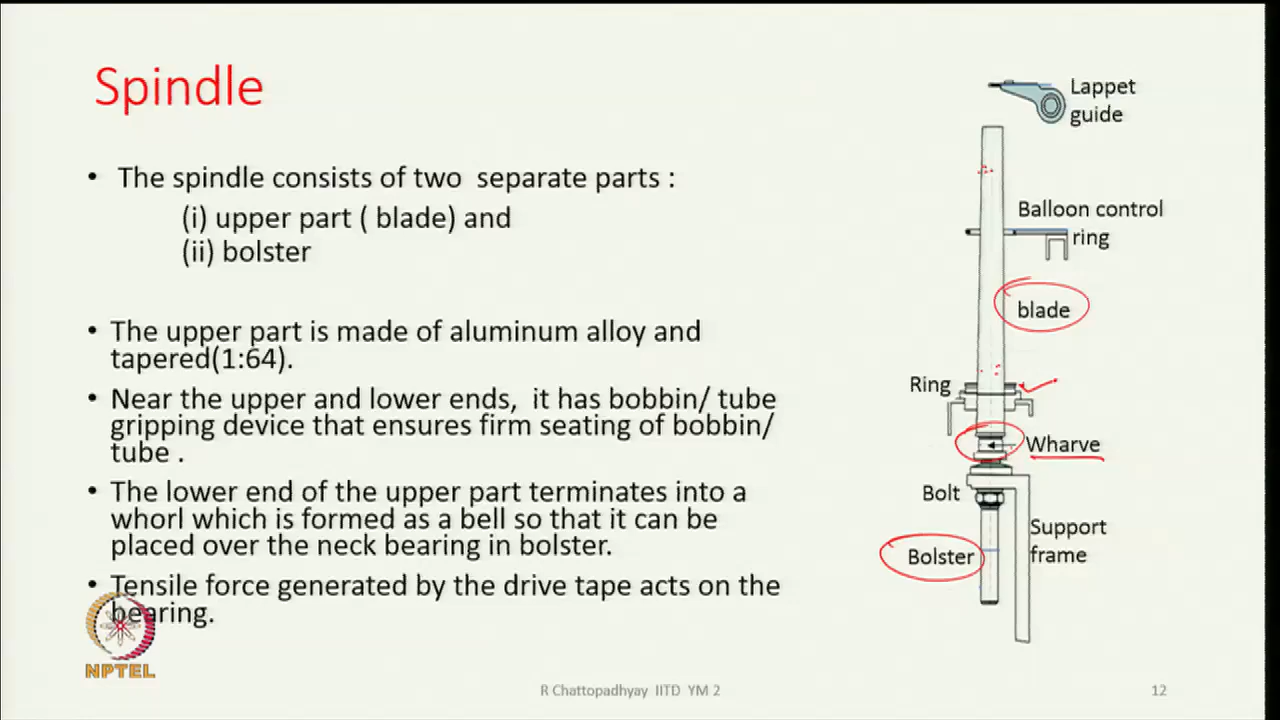 Spindle
• The spindle consists of two separate parts :
(i) upper part ( blade) and
(ii) bolster
• The upper part is made of aluminum alloy and
tapered(1:64).
• Near the upper and lower ends, it has bobbin/ tube
gripping device that ensures firm seating of bobbin/
tube .
• The lower end of the upper part terminates into a
whorl which is formed as a bell so that it can be
placed over the neck bearing in bolster.
• Tensile force generated by the drive tape acts on the
bearing.
Lappet
guide
Balloon control
ring
blade
Ring
Wharve
Bolt
Support
frame
Bolster
NPTEL
R Chattopadhyay IITD YM 2
12